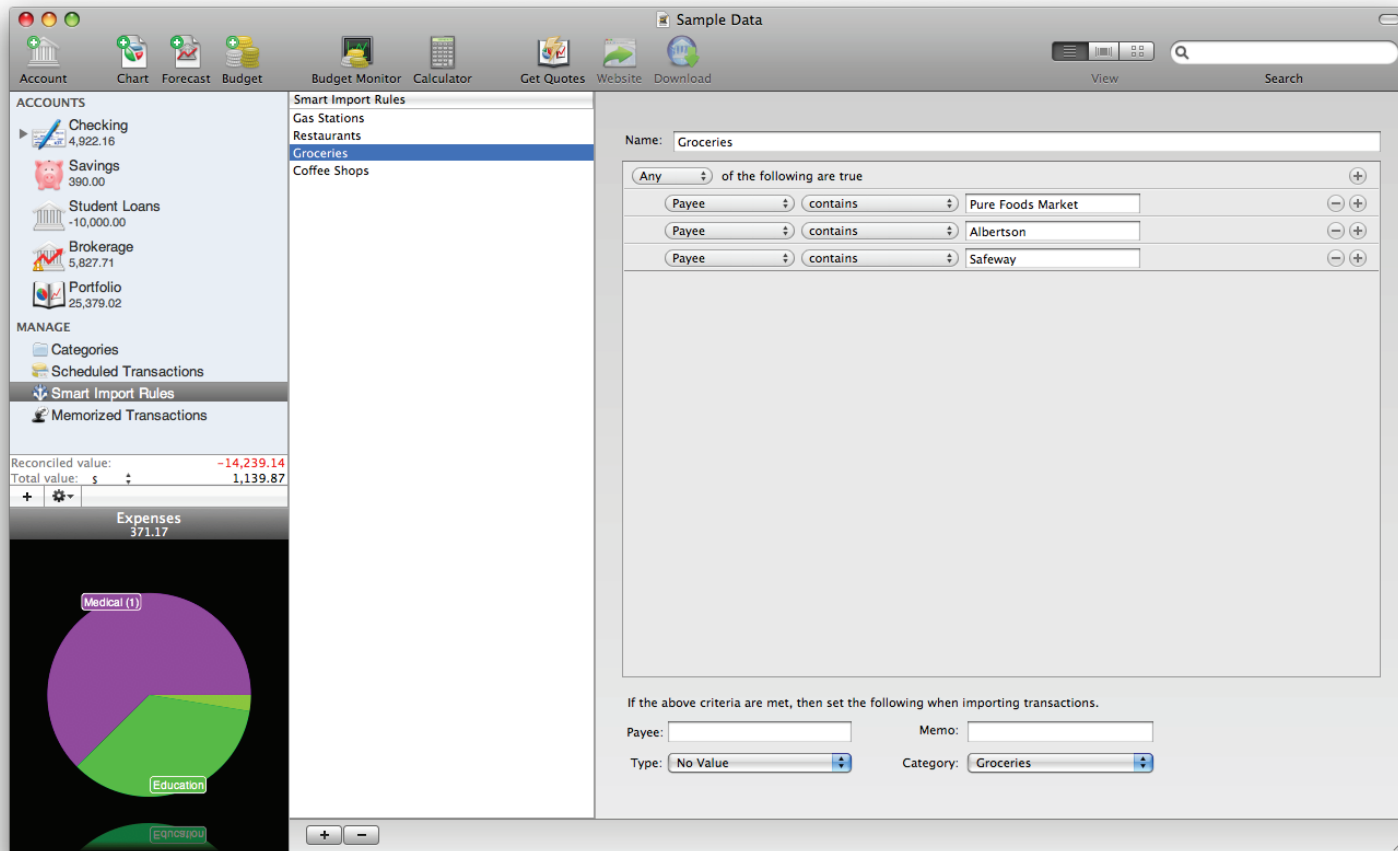 Sample Data
Account
Chart
Forecast
Budget
Budget Monitor
Calculator
Get Quotes
Website
Download
View
Search
ACCOUNTS
Checking
4,922.16
Savings
390.00
Student Loans
-10,000.00
Brokerage
5,827.71
Portfolio
25,379.02
MANAGE
Categories
Scheduled Transactions
Smart Import Rules
Memorized Transactions
Reconciled value: -14,239.14
Total value: $ 1,139.87
Expenses
371.17
Medical (1)
Education
Education
Smart Import Rules
Gas Stations
Restaurants
Groceries
Coffee Shops
Name: Groceries
Any of the following are true
Payee contains Pure Foods Market
Payee contains Albertson
Payee contains Safeway
If the above criteria are met, then set the following when importing transactions.
Payee: Memo:
Type: No Value Category: Groceries